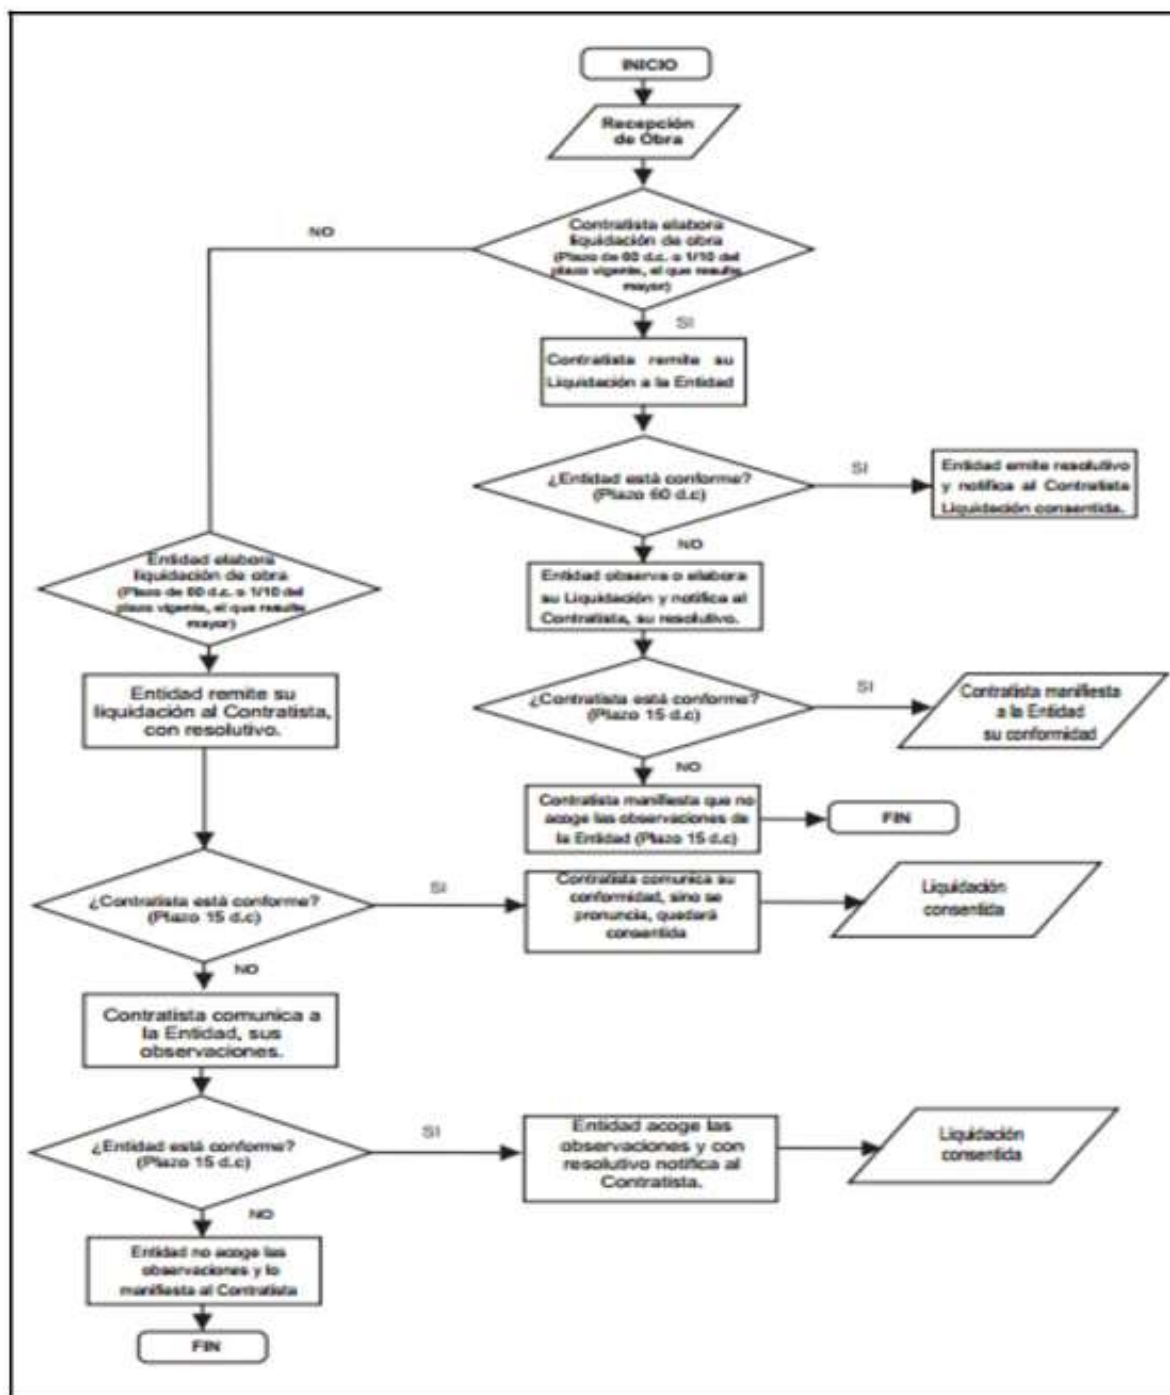 INICIO
Recepción
de Obra
NO
Contratista elabora
liquidación de obra
(Plazo de 60 d.c. o 1/10 del
plazo vigente, el que resulte
mayor)
SI
Contratista remite su
Liquidación a la Entidad
¿Entidad está conforme?
(Plazo 60 d.c)
SI
Entidad emite resolutivo
y notifica al Contratista
Liquidación consentida.
NO
Entidad observa o elabora
su Liquidación y notifica al
Contratista, su resolutivo.
¿Contratista está conforme?
(Plazo 15 d.c)
SI
Contratista manifiesta
a la Entidad
su conformidad
NO
Contratista manifiesta que no
acoge las observaciones de
la Entidad (Plazo 15 d.c)
FIN
Entidad elabora
liquidación de obra
(Plazo de 60 d.c. o 1/10 del
plazo vigente, el que resulte
mayor)
Entidad remite su
liquidación al Contratista,
con resolutivo.
¿Contratista está conforme?
(Plazo 15 d.c)
SI
Contratista comunica su
conformidad, sino se
pronuncia, quedará
consentida
Liquidación
consentida
NO
Contratista comunica a
la Entidad, sus
observaciones.
¿Entidad está conforme?
(Plazo 15 d.c)
SI
Entidad acoge las
observaciones y con
resolutivo notifica al
Contratista.
Liquidación
consentida
NO
Entidad no acoge las
observaciones y lo
manifiesta al Contratista
FIN